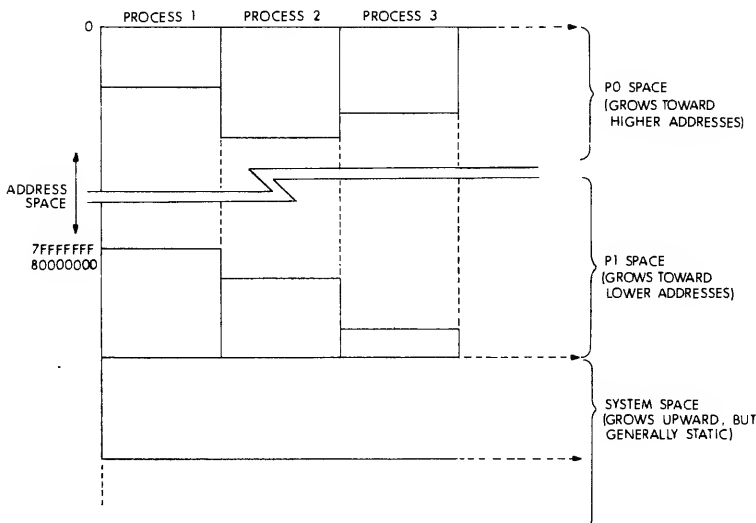 PROCESS 1 PROCESS 2 PROCESS 3
0
P0 SPACE
(GROWS TOWARD
HIGHER ADDRESSES)
ADDRESS
SPACE
7FFFFFFF
80000000
P1 SPACE
(GROWS TOWARD
LOWER ADDRESSES)
SYSTEM SPACE
(GROWS UPWARD, BUT
GENERALLY STATIC)